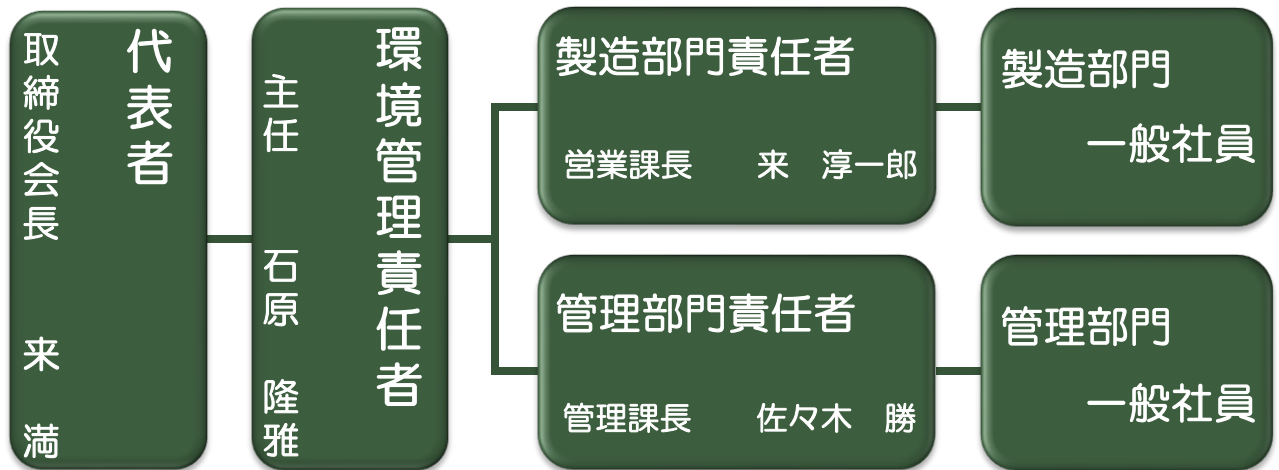 代表者
取締役会長　来　満
環境管理責任者
主任　石原　隆雅
製造部門責任者
営業課長　来　淳一郎
製造部門
一般社員
管理部門責任者
管理課長　佐々木　勝
管理部門
一般社員